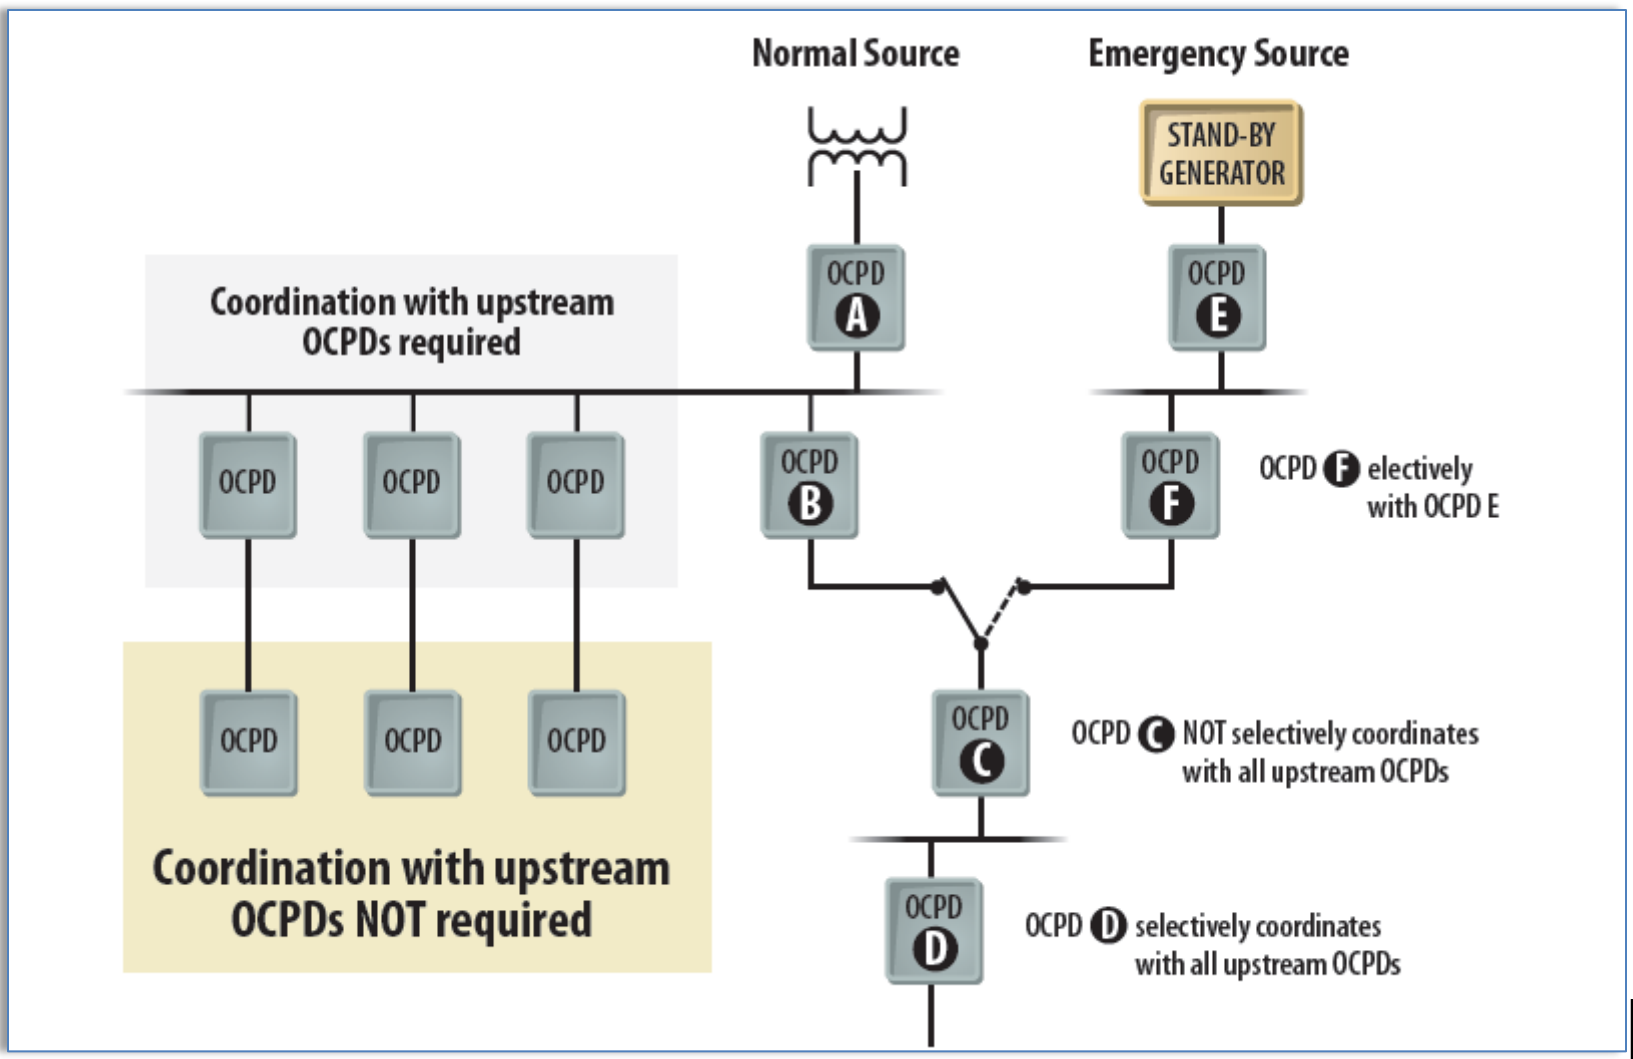 Normal Source
Emergency Source
STAND-BY
GENERATOR
OCPD
A
OCPD
E
Coordination with upstream
OCPDs required
OCPD
OCPD
OCPD
OCPD
B
OCPD
F
OCPD F electively
with OCPD E
OCPD
OCPD
OCPD
OCPD
C
OCPD C NOT selectively coordinates
with all upstream OCPDs
Coordination with upstream
OCPDs NOT required
OCPD
D
OCPD D selectively coordinates
with all upstream OCPDs